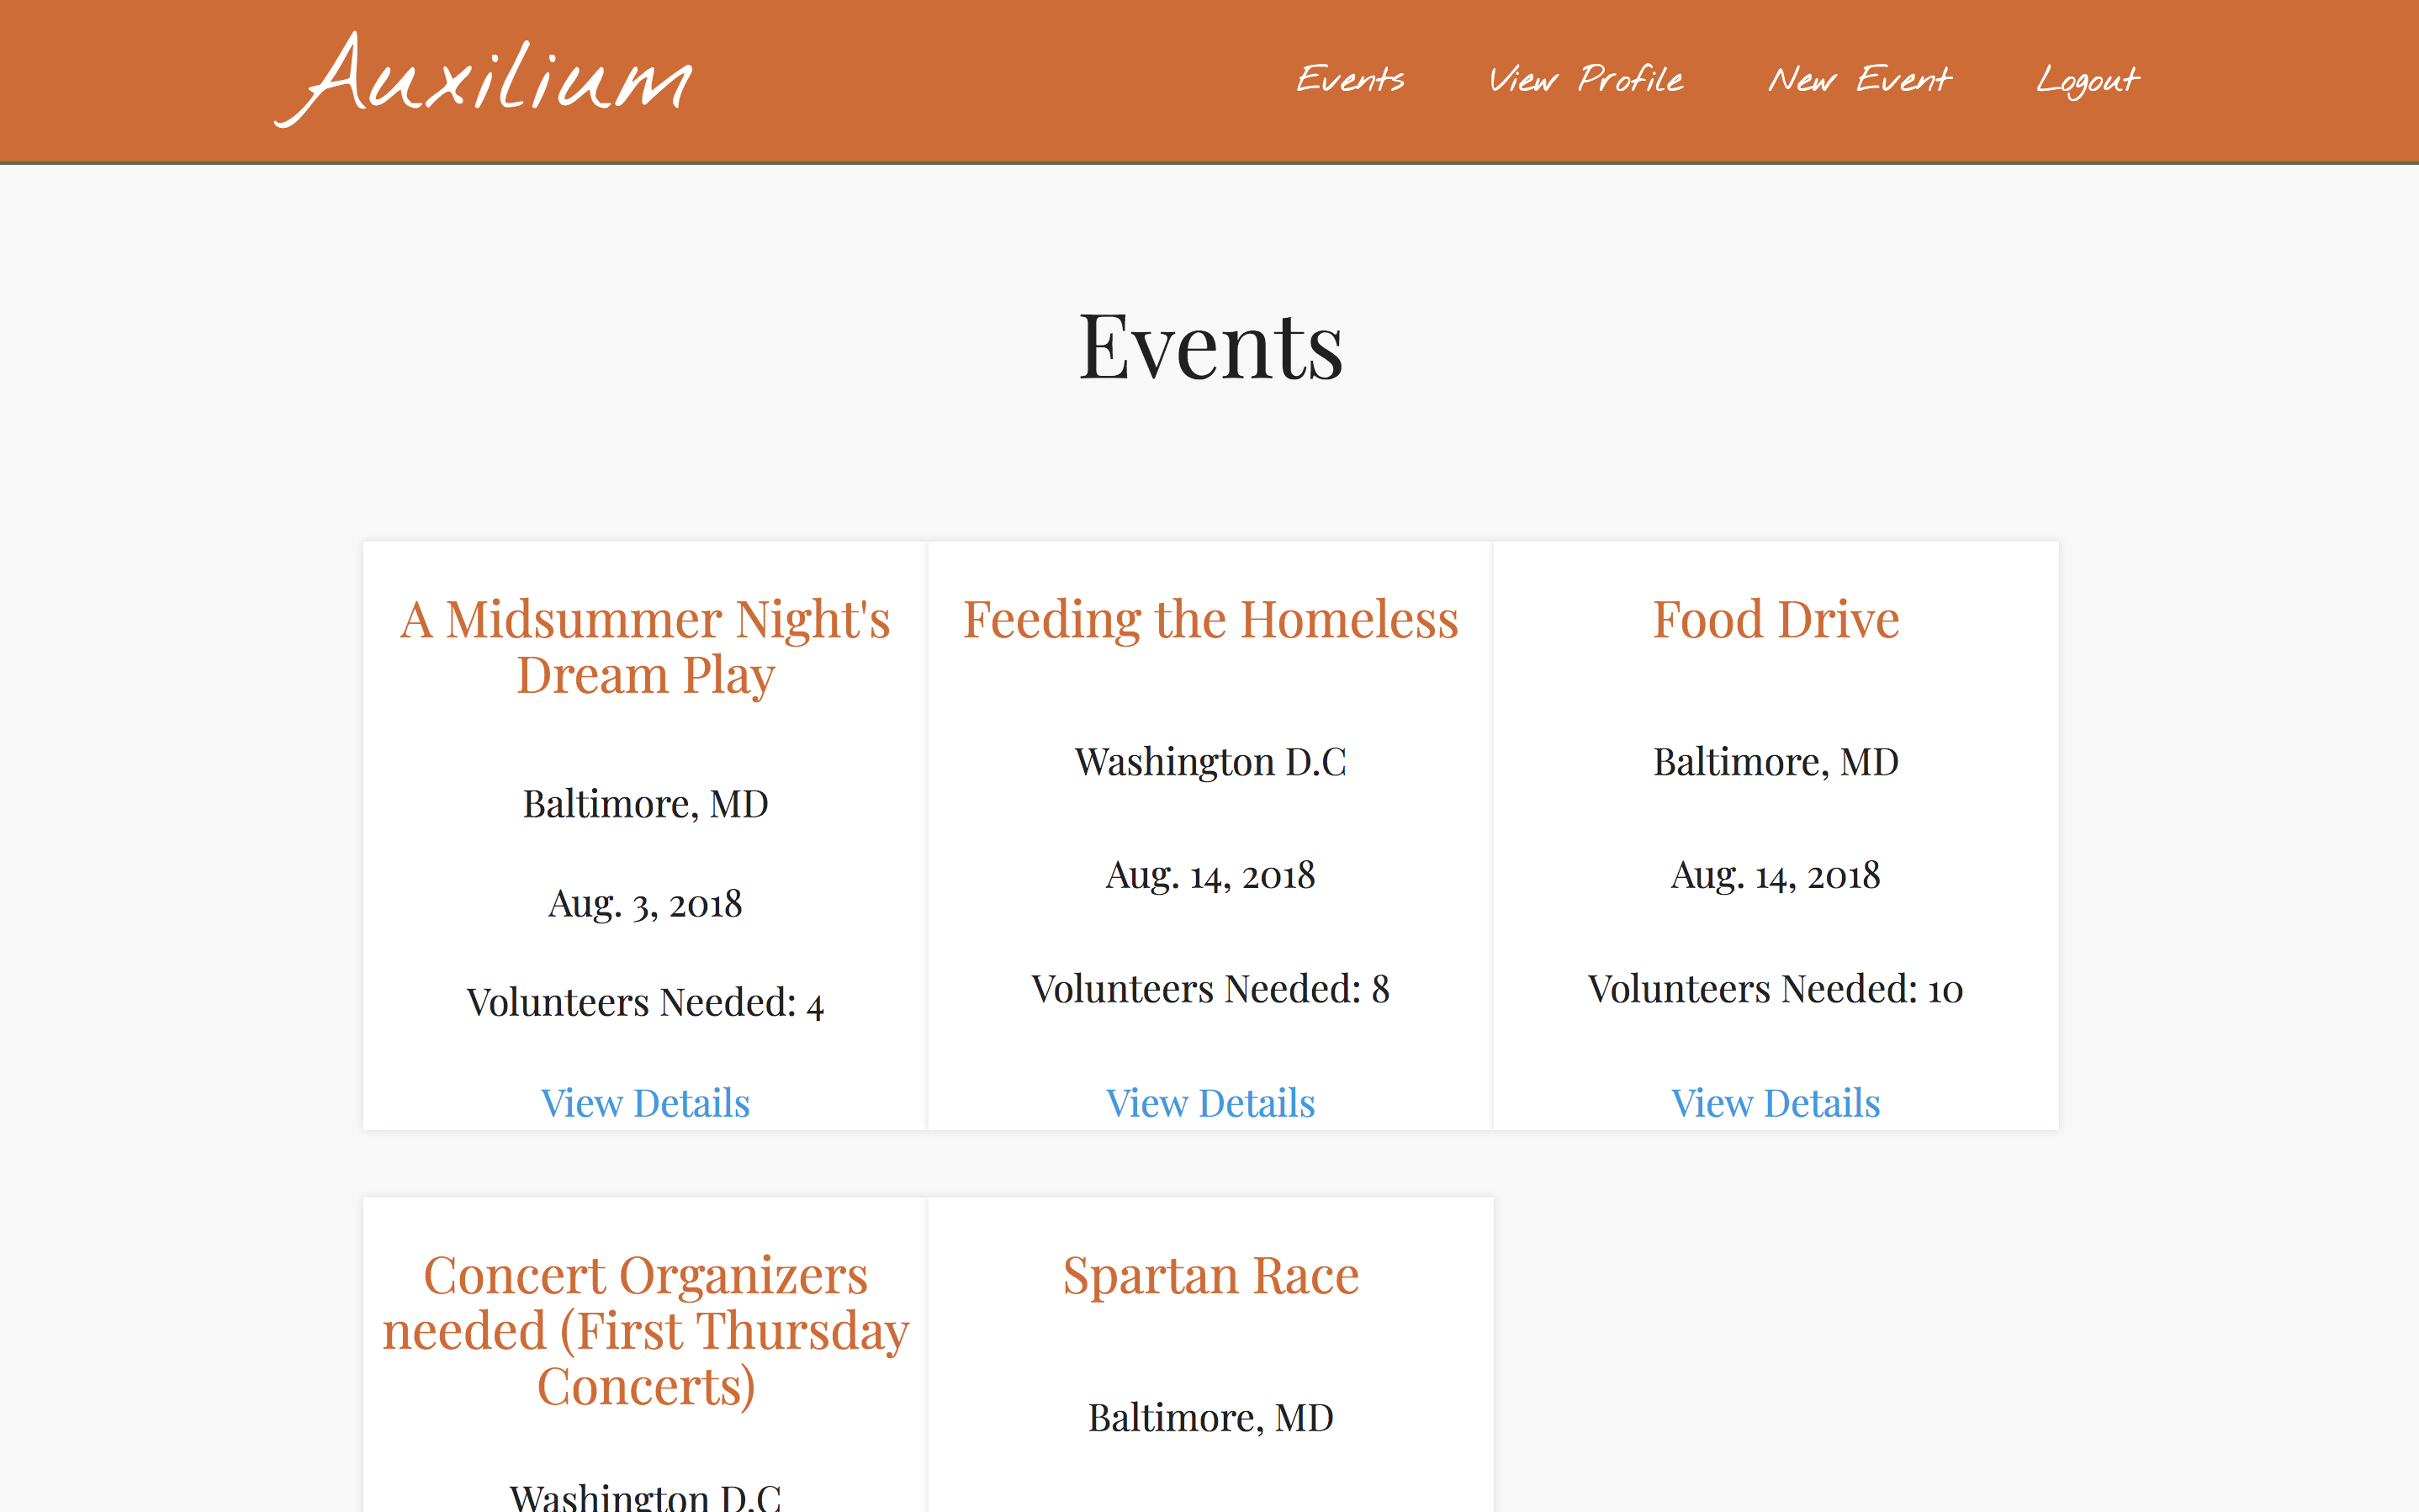 Auxilium
Events View Profile New Event Logout
Events
A Midsummer Night's
Dream Play
Baltimore, MD
Aug. 3, 2018
Volunteers Needed: 4
View Details
Feeding the Homeless
Washington D.C
Aug. 14, 2018
Volunteers Needed: 8
View Details
Food Drive
Baltimore, MD
Aug. 14, 2018
Volunteers Needed: 10
View Details
Concert Organizers
needed (First Thursday
Concerts)
Washington D.C
Spartan Race
Baltimore, MD